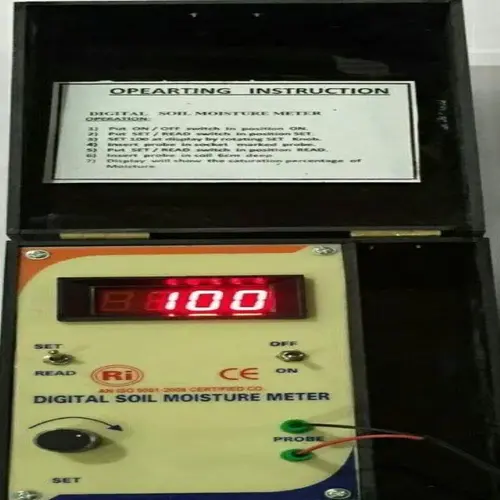 OPEARTING INSTRUCTION
DIGITAL SOIL MOISTURE METER
OPERATION:
1) Put ON / OFF switch in position ON.
2) Put SET / READ switch in position SET.
3) SET 100 at display by rotating SET Knob.
4) Insert probe in socket marked probe.
5) Put SET / READ switch in position READ.
6) Insert probe in soil 6cm deep
7) Display will show the saturation percentage of
Moisture.
100
SET
OFF
READ
Ri
CE
ON
AN ISO 9001-2008 CERTIFIED CO.
DIGITAL SOIL MOISTURE METER
PROBE
SET